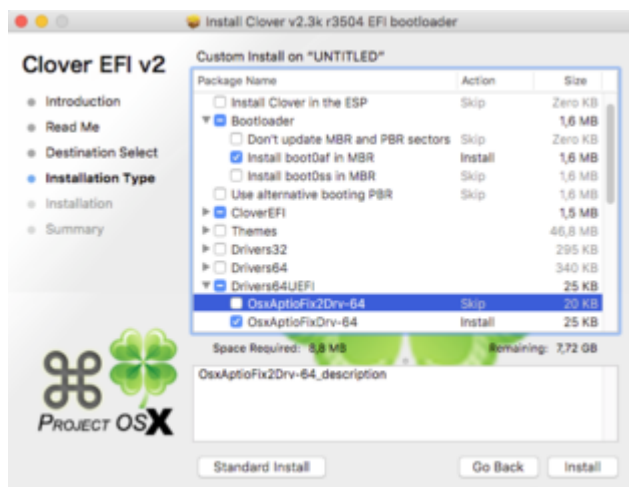 Install Clover v2.3k r3504 EFI bootloader
Clover EFI v2
Custom Install on "UNTITLED"
Package Name Action Size
Install Clover in the ESP Skip Zero KB
Bootloader 1,6 MB
Don't update MBR and PBR sectors Skip Zero KB
Install boot0af in MBR Install 1,6 MB
Install boot0ss in MBR Skip 1,6 MB
Use alternative booting PBR Skip 1,6 MB
CloverEFI 1,5 MB
Themes 46,8 MB
Drivers32 295 KB
Drivers64 340 KB
Drivers64UEFI 25 KB
OsxAptioFix2Drv-64 Skip 20 KB
OsxAptioFixDrv-64 Install 25 KB
Introduction
Read Me
Destination Select
Installation Type
Installation
Summary
Space Required: 8,8 MB Remaining: 7,72 GB
OsxAptioFix2Drv-64_description
PROJECT OSX
Standard Install Go Back Install